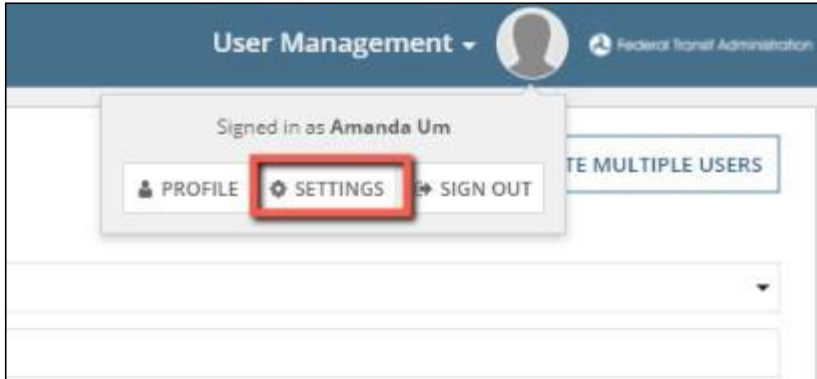 User Management
Federal Transit Administration
Signed in as Amanda Um
TE MULTIPLE USERS
PROFILE
SETTINGS
SIGN OUT